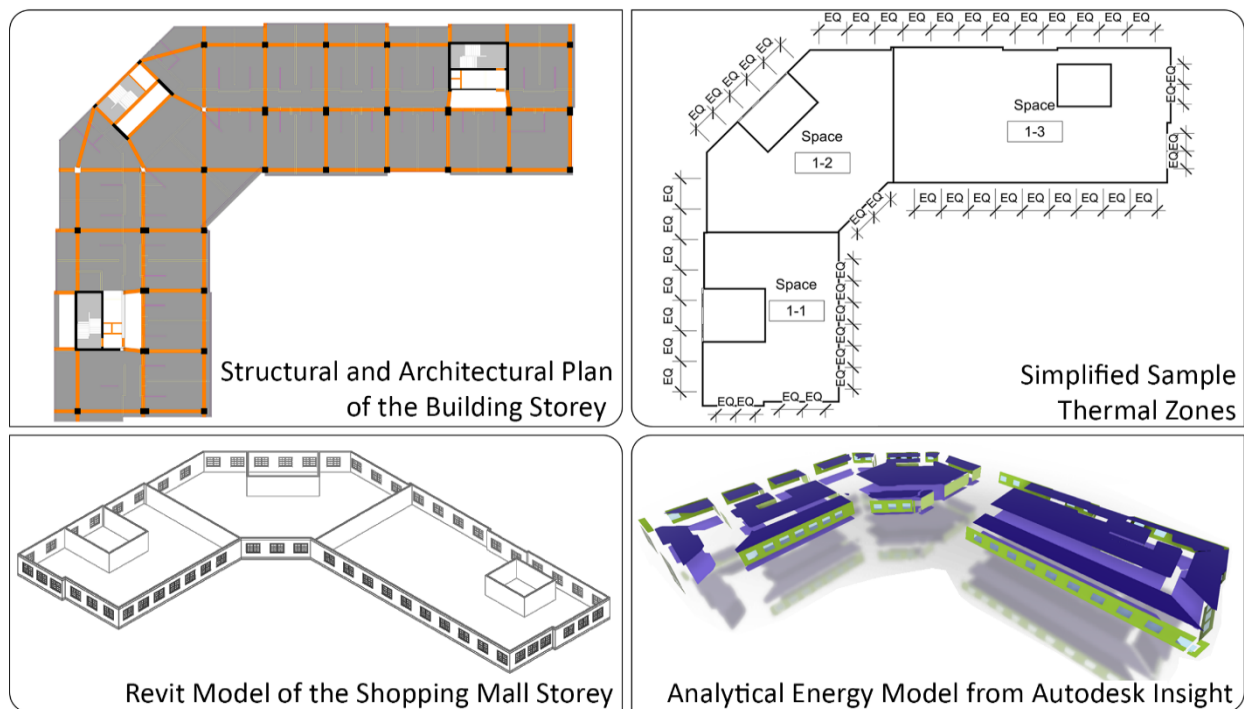 EQ EQ EQ EQ EQ EQ EQ EQ EQ EQ EQ EQ
EQ EQ EQ EQ EQ
EQ EQ
EQ EQ
Space
1-3
Space
1-2
EQ EQ EQ EQ EQ EQ EQ EQ EQ
EQ EQ
EQ EQ EQ EQ EQ EQ EQ
EQ EQ EQ EQ EQ EQ
Space
1-1
EQ EQ
EQ EQ
Structural and Architectural Plan
of the Building Storey
Simplified Sample
Thermal Zones
Revit Model of the Shopping Mall Storey
Analytical Energy Model from Autodesk Insight